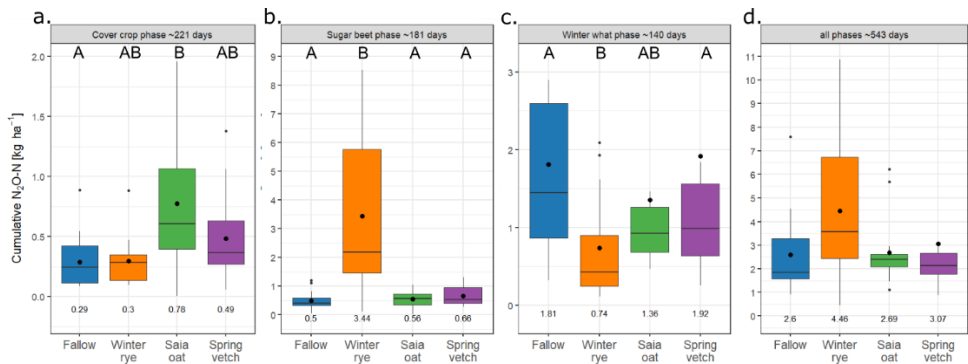 a.
Cover crop phase ~221 days
A AB B AB
Cumulative N₂O-N [kg ha⁻¹]
2.0
1.5
1.0
0.5
0.0
0.29 0.3 0.78 0.49
Fallow Winter rye Saia oat Spring vetch
b.
Sugar beet phase ~181 days
A B A A
9
8
7
6
5
4
3
2
1
0
0.5 3.44 0.56 0.66
Fallow Winter rye Saia oat Spring vetch
c.
Winter what phase ~140 days
A B AB A
3
2
1
0
1.81 0.74 1.36 1.92
Fallow Winter rye Saia oat Spring vetch
d.
all phases ~543 days
11
10
9
8
7
6
5
4
3
2
1
0
2.6 4.46 2.69 3.07
Fallow Winter rye Saia oat Spring vetch